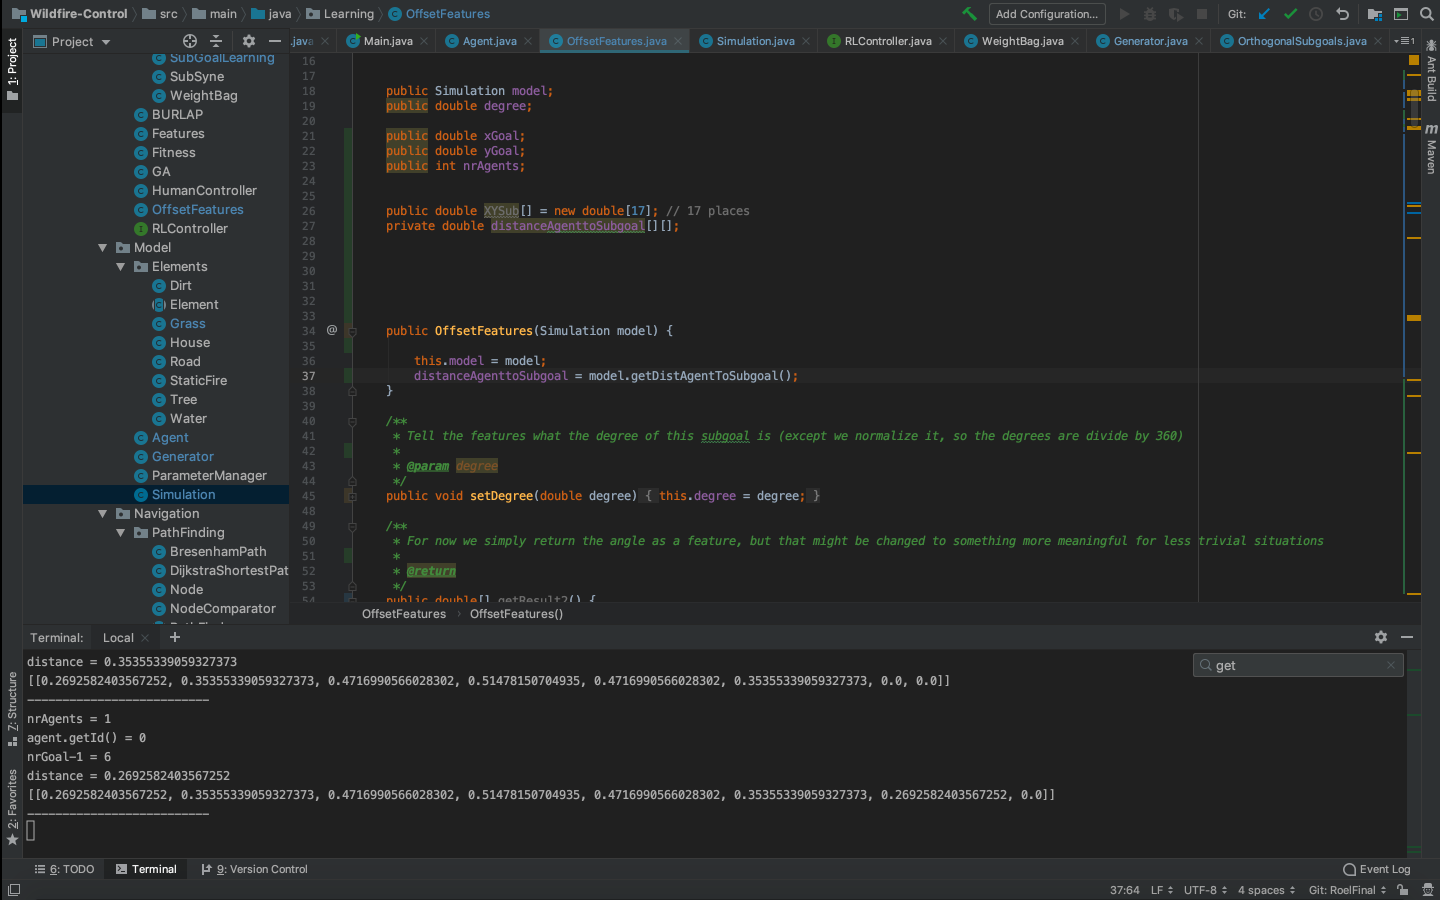 Wildfire-Control  src  main  java  Learning  OffsetFeatures
Add Configuration...
Git:
1: Project
Project
.java
Main.java
Agent.java
OffsetFeatures.java
Simulation.java
RLController.java
WeightBag.java
Generator.java
OrthogonalSubgoals.java
1
Ant Build
Maven
SubGoalLearning
SubSyne
WeightBag
BURLAP
Features
Fitness
GA
HumanController
OffsetFeatures
RLController
Model
Elements
Dirt
Element
Grass
House
Road
StaticFire
Tree
Water
Agent
Generator
ParameterManager
Simulation
Navigation
PathFinding
BresenhamPath
DijkstraShortestPat
Node
NodeComparator
16
17
18 public Simulation model;
19 public double degree;
20
21 public double xGoal;
22 public double yGoal;
23 public int nrAgents;
24
25
26 public double XYSub[] = new double[17]; // 17 places
27 private double distanceAgenttoSubgoal[][];
28
29
30
31
32
33
34 @ public OffsetFeatures(Simulation model) {
35
36 this.model = model;
37 distanceAgenttoSubgoal = model.getDistAgentToSubgoal();
38 }
39
40 /**
41 * Tell the features what the degree of this subgoal is (except we normalize it, so the degrees are divide by 360)
42 *
43 * @param degree
44 */
45 public void setDegree(double degree) { this.degree = degree; }
48
49 /**
50 * For now we simply return the angle as a feature, but that might be changed to something more meaningful for less trivial situations
51 *
52 * @return
53 */
54 public double[] getResult2() {
OffsetFeatures  OffsetFeatures()
Terminal:  Local  +
get
distance = 0.35355339059327373
[[0.2692582403567252, 0.35355339059327373, 0.4716990566028302, 0.51478150704935, 0.4716990566028302, 0.35355339059327373, 0.0, 0.0]]
--------------------------
nrAgents = 1
agent.getId() = 0
nrGoal-1 = 6
distance = 0.2692582403567252
[[0.2692582403567252, 0.35355339059327373, 0.4716990566028302, 0.51478150704935, 0.4716990566028302, 0.35355339059327373, 0.2692582403567252, 0.0]]
--------------------------
Z: Structure
2: Favorites
6: TODO
Terminal
9: Version Control
Event Log
37:64  LF  UTF-8  4 spaces  Git: RoelFinal